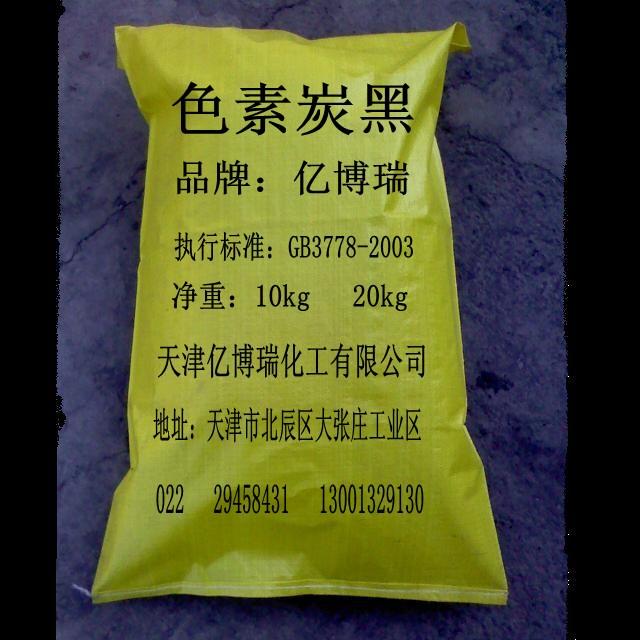 色素炭黑
品牌：亿博瑞
执行标准：GB3778-2003
净重：10kg 20kg
天津亿博瑞化工有限公司
地址：天津市北辰区大张庄工业区
022 29458431 13001329130